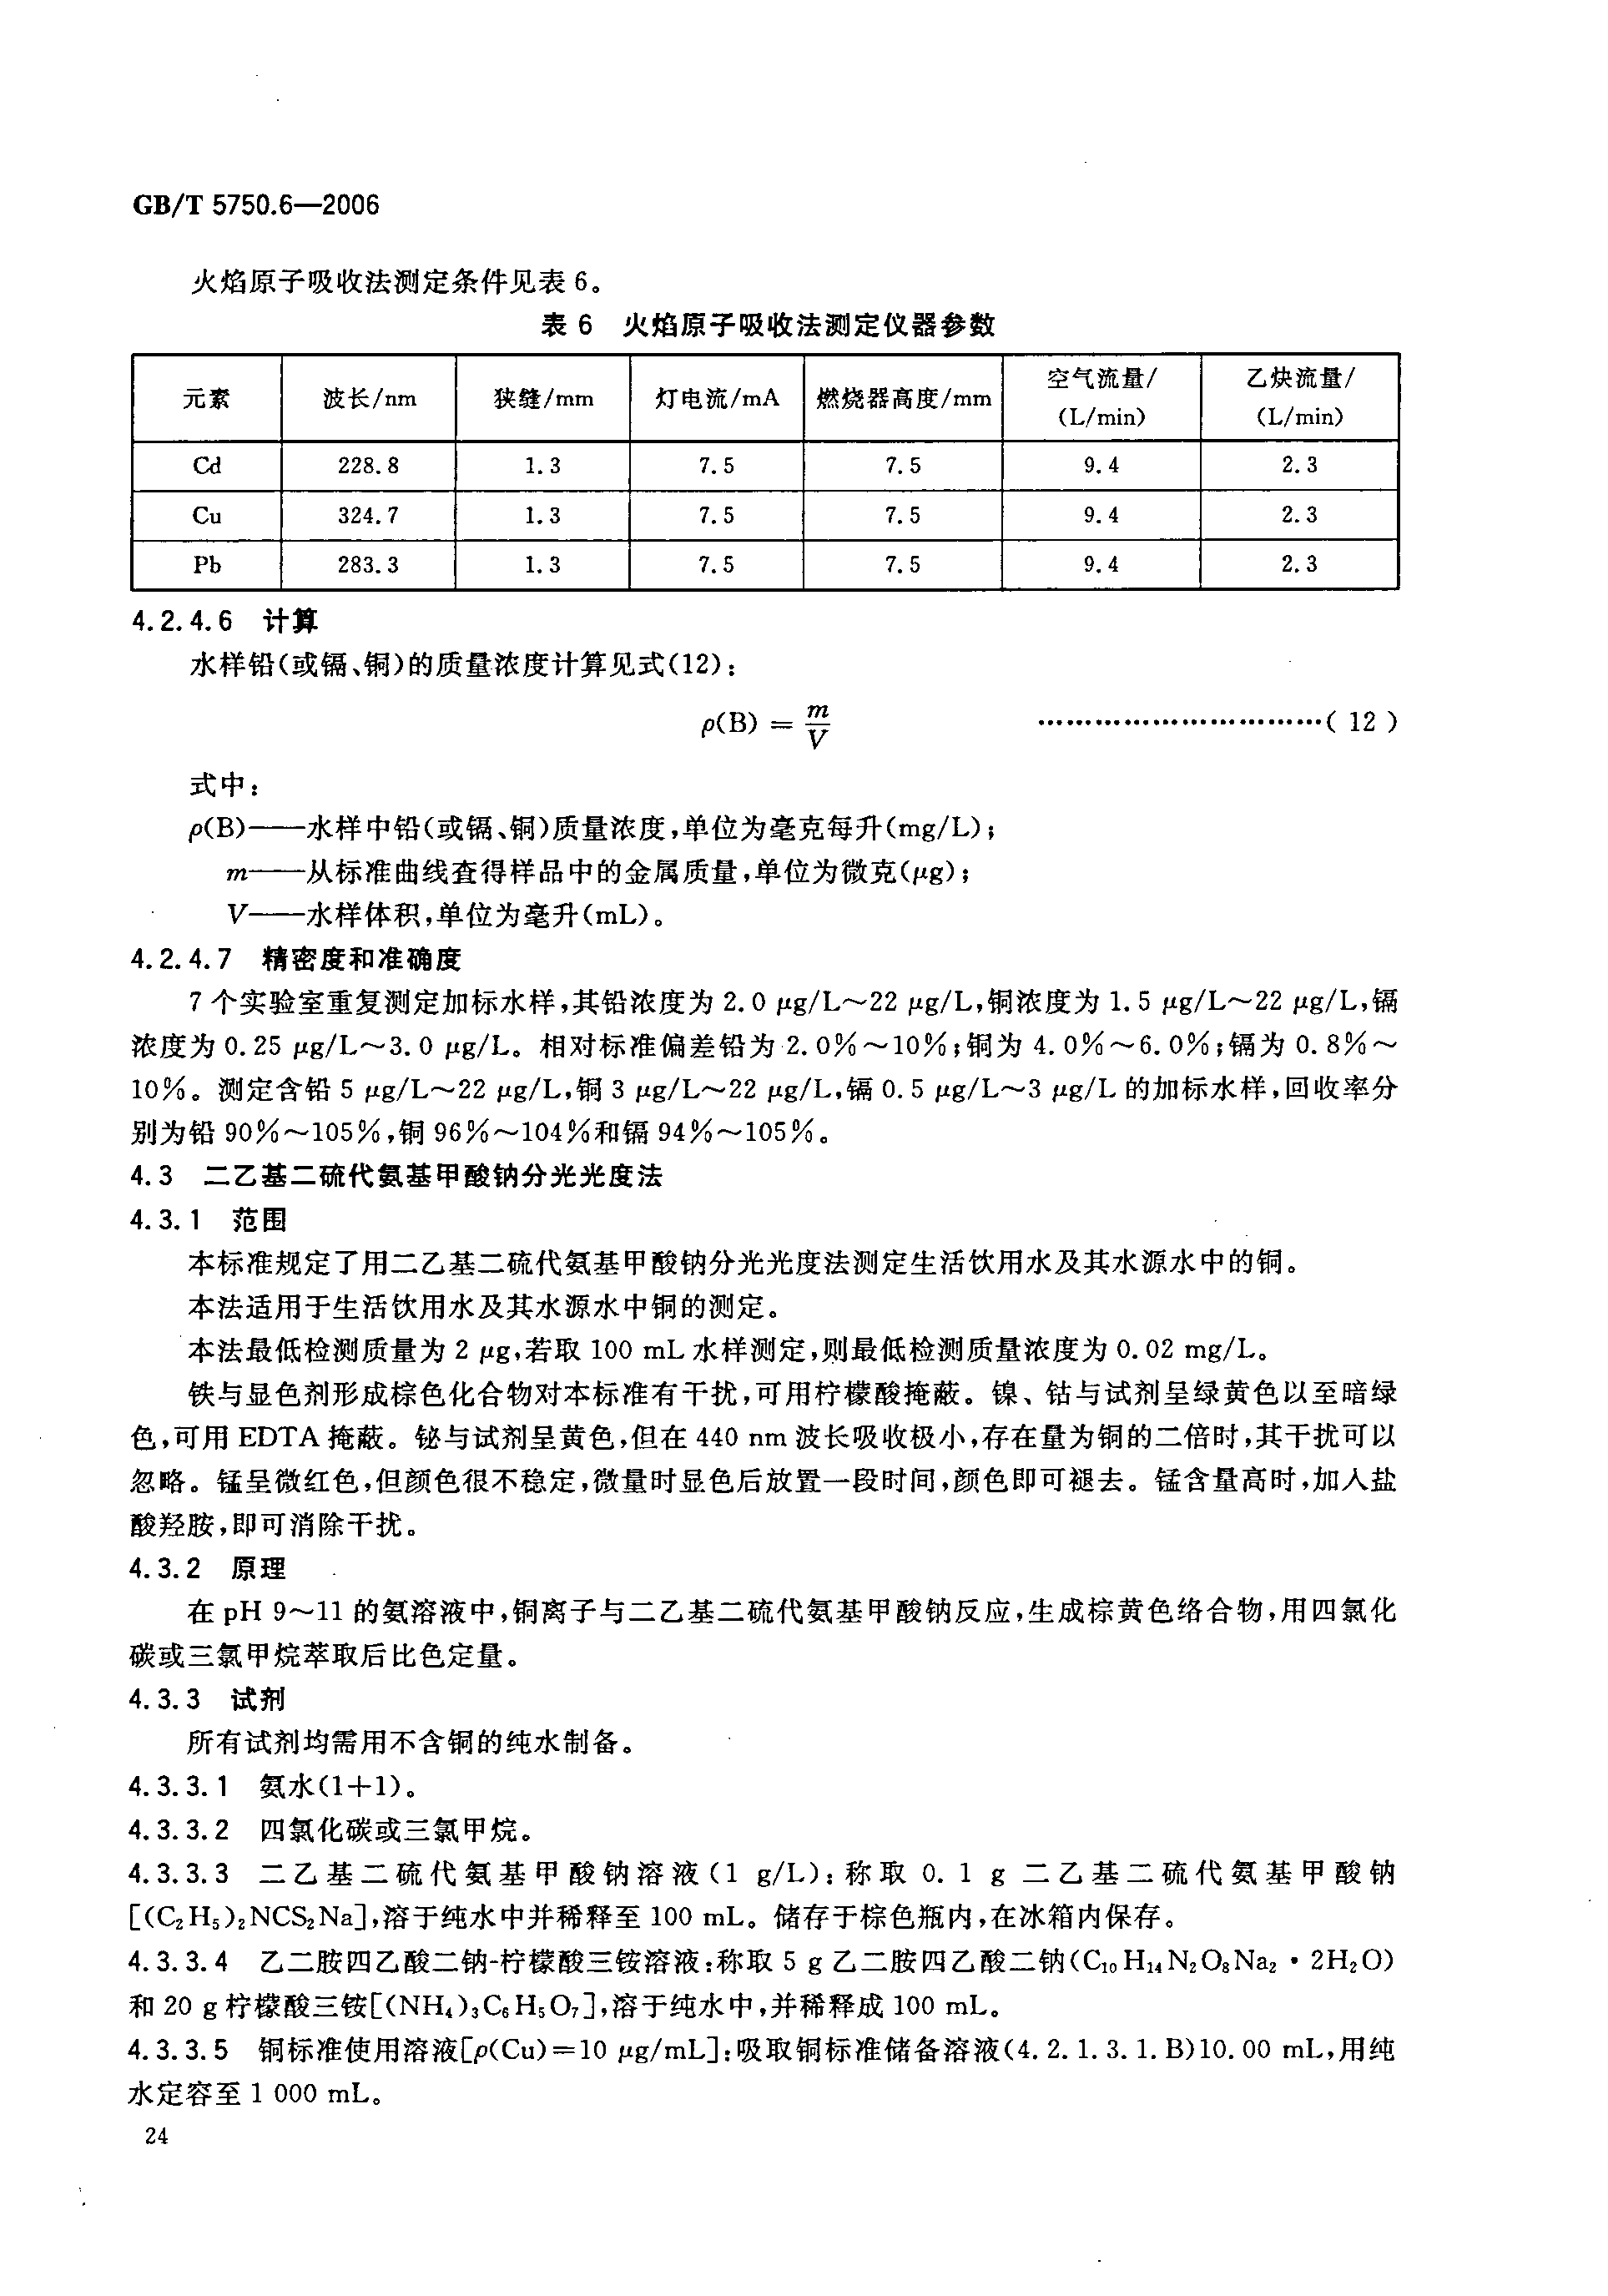 GB/T 5750.6—2006
火焰原子吸收法测定条件见表 6。
表 6 火焰原子吸收法测定仪器参数
元素 波长/nm 狭缝/mm 灯电流/mA 燃烧器高度/mm 空气流量/(L/min) 乙炔流量/(L/min)
Cd 228.8 1.3 7.5 7.5 9.4 2.3
Cu 324.7 1.3 7.5 7.5 9.4 2.3
Pb 283.3 1.3 7.5 7.5 9.4 2.3
4.2.4.6 计算
水样铅(或镉、铜)的质量浓度计算见式(12):
ρ(B) = m/V ……………………………( 12 )
式中:
ρ(B)——水样中铅(或镉、铜)质量浓度,单位为毫克每升(mg/L);
m——从标准曲线查得样品中的金属质量,单位为微克(μg);
V——水样体积,单位为毫升(mL)。
4.2.4.7 精密度和准确度
7 个实验室重复测定加标水样,其铅浓度为 2.0 μg/L～22 μg/L,铜浓度为 1.5 μg/L～22 μg/L,镉
浓度为 0.25 μg/L～3.0 μg/L。相对标准偏差铅为 2.0%～10%;铜为 4.0%～6.0%;镉为 0.8%～
10%。测定含铅 5 μg/L～22 μg/L,铜 3 μg/L～22 μg/L,镉 0.5 μg/L～3 μg/L 的加标水样,回收率分
别为铅 90%～105%,铜 96%～104%和镉 94%～105%。
4.3 二乙基二硫代氨基甲酸钠分光光度法
4.3.1 范围
本标准规定了用二乙基二硫代氨基甲酸钠分光光度法测定生活饮用水及其水源水中的铜。
本法适用于生活饮用水及其水源水中铜的测定。
本法最低检测质量为 2 μg,若取 100 mL 水样测定,则最低检测质量浓度为 0.02 mg/L。
铁与显色剂形成棕色化合物对本标准有干扰,可用柠檬酸掩蔽。镍、钴与试剂呈绿黄色以至暗绿
色,可用 EDTA 掩蔽。铋与试剂呈黄色,但在 440 nm 波长吸收极小,存在量为铜的二倍时,其干扰可以
忽略。锰呈微红色,但颜色很不稳定,微量时显色后放置一段时间,颜色即可褪去。锰含量高时,加入盐
酸羟胺,即可消除干扰。
4.3.2 原理
在 pH 9～11 的氨溶液中,铜离子与二乙基二硫代氨基甲酸钠反应,生成棕黄色络合物,用四氯化
碳或三氯甲烷萃取后比色定量。
4.3.3 试剂
所有试剂均需用不含铜的纯水制备。
4.3.3.1 氨水(1+1)。
4.3.3.2 四氯化碳或三氯甲烷。
4.3.3.3 二乙基二硫代氨基甲酸钠溶液(1 g/L):称取 0.1 g 二乙基二硫代氨基甲酸钠
[(C₂H₅)₂NCS₂Na],溶于纯水中并稀释至 100 mL。储存于棕色瓶内,在冰箱内保存。
4.3.3.4 乙二胺四乙酸二钠-柠檬酸三铵溶液:称取 5 g 乙二胺四乙酸二钠(C₁₀H₁₄N₂O₈Na₂・2H₂O)
和 20 g 柠檬酸三铵[(NH₄)₃C₆H₅O₇],溶于纯水中,并稀释成 100 mL。
4.3.3.5 铜标准使用溶液[ρ(Cu)=10 μg/mL]:吸取铜标准储备溶液(4.2.1.3.1.B)10.00 mL,用纯
水定容至 1 000 mL。
24